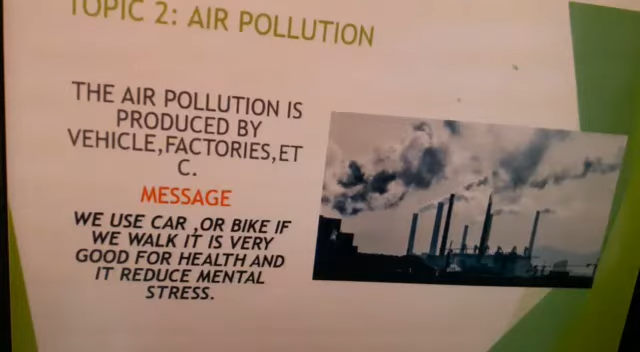 TOPIC 2: AIR POLLUTION
THE AIR POLLUTION IS
PRODUCED BY
VEHICLE,FACTORIES,ET
C.
MESSAGE
WE USE CAR ,OR BIKE IF
WE WALK IT IS VERY
GOOD FOR HEALTH AND
IT REDUCE MENTAL
STRESS.